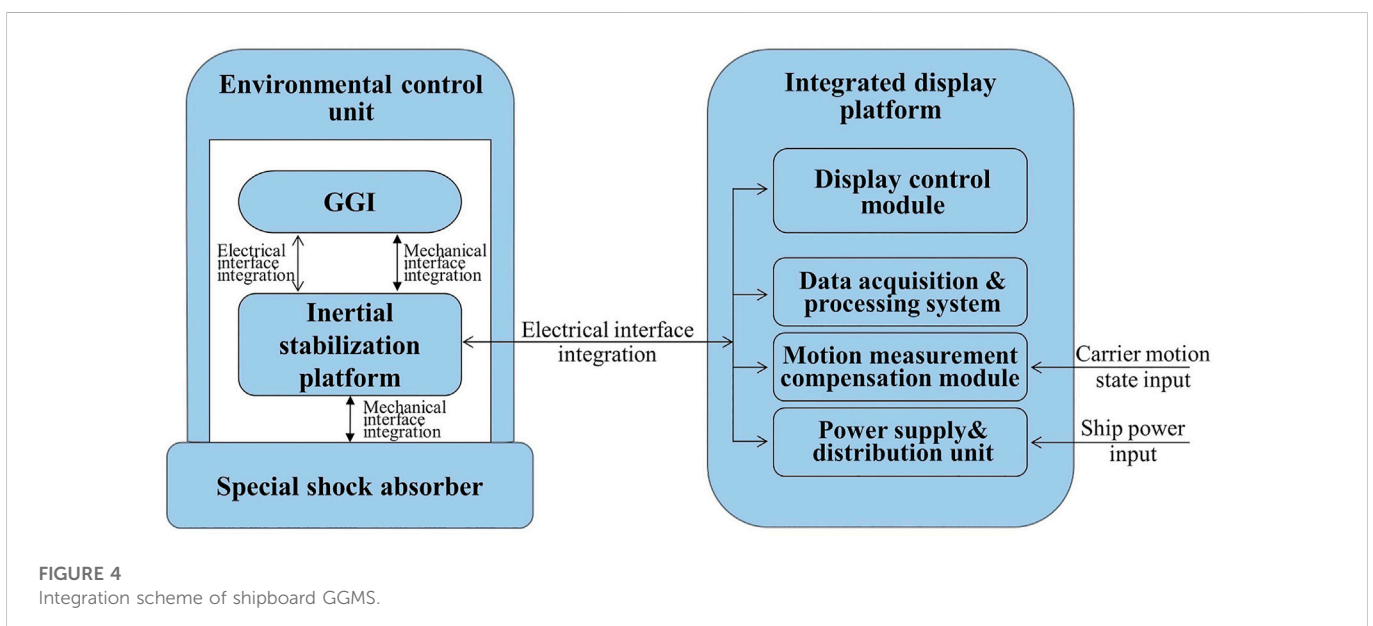 Environmental control
unit
GGI
Electrical
interface
integration
Mechanical
interface
integration
Inertial
stabilization
platform
Mechanical
interface
integration
Special shock absorber
Electrical interface
integration
Integrated display
platform
Display control
module
Data acquisition &
processing system
Motion measurement
compensation module
Power supply&
distribution unit
Carrier motion
state input
Ship power
input
FIGURE 4
Integration scheme of shipboard GGMS.